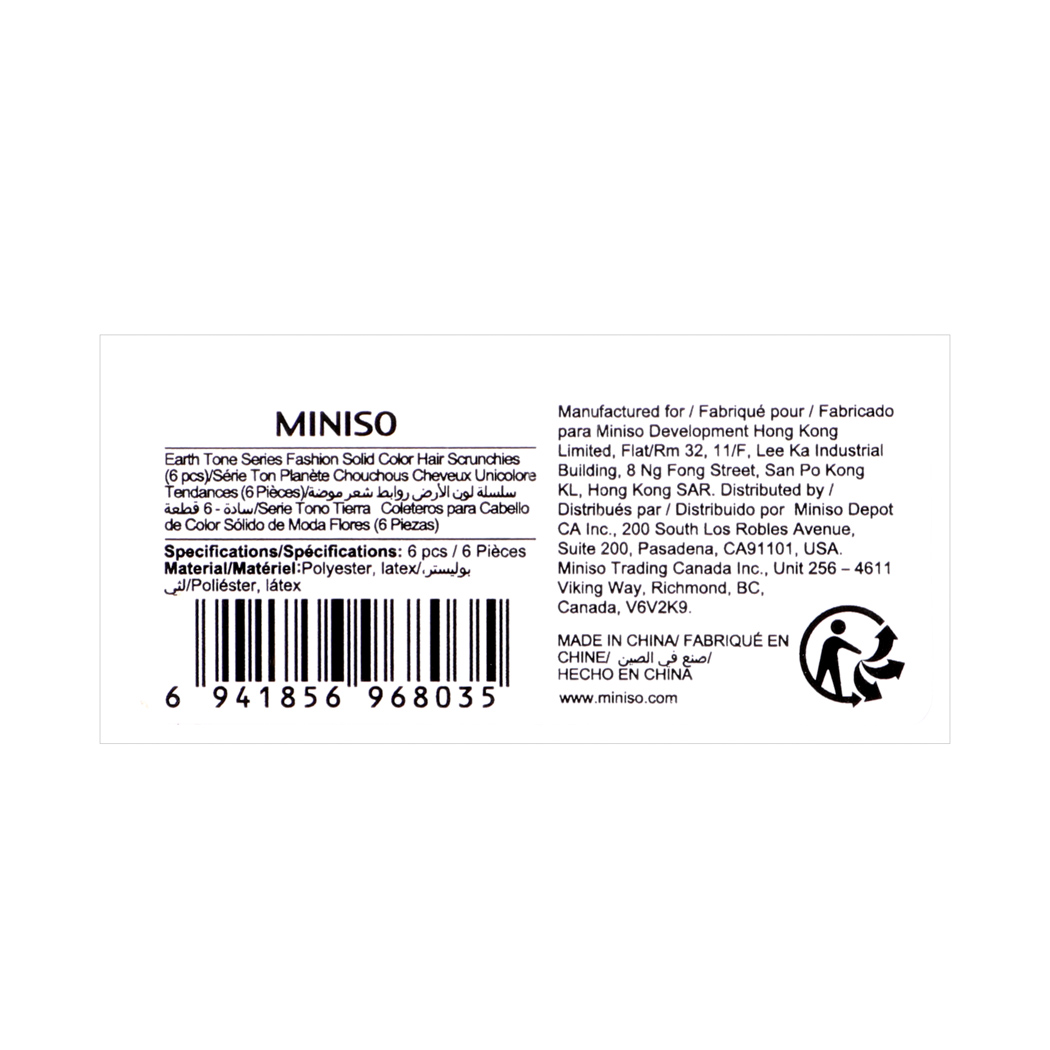 MINISO
Earth Tone Series Fashion Solid Color Hair Scrunchies
(6 pcs)/Série Ton Planète Chouchous Cheveux Unicolore
Tendances (6 Pièces)/سلسلة لون الأرض روابط شعر موضة
سادة - 6 قطعة/Serie Tono Tierra Coleteros para Cabello
de Color Sólido de Moda Flores (6 Piezas)
Specifications/Spécifications: 6 pcs / 6 Pièces
Material/Matériel:Polyester, latex/بوليستر,
لثي/Poliéster, látex
6 941856 968035
Manufactured for / Fabriqué pour / Fabricado
para Miniso Development Hong Kong
Limited, Flat/Rm 32, 11/F, Lee Ka Industrial
Building, 8 Ng Fong Street, San Po Kong
KL, Hong Kong SAR. Distributed by /
Distribués par / Distribuido por Miniso Depot
CA Inc., 200 South Los Robles Avenue,
Suite 200, Pasadena, CA91101, USA.
Miniso Trading Canada Inc., Unit 256 – 4611
Viking Way, Richmond, BC,
Canada, V6V2K9.
MADE IN CHINA/ FABRIQUÉ EN
CHINE/ صنع في الصين/
HECHO EN CHINA
www.miniso.com